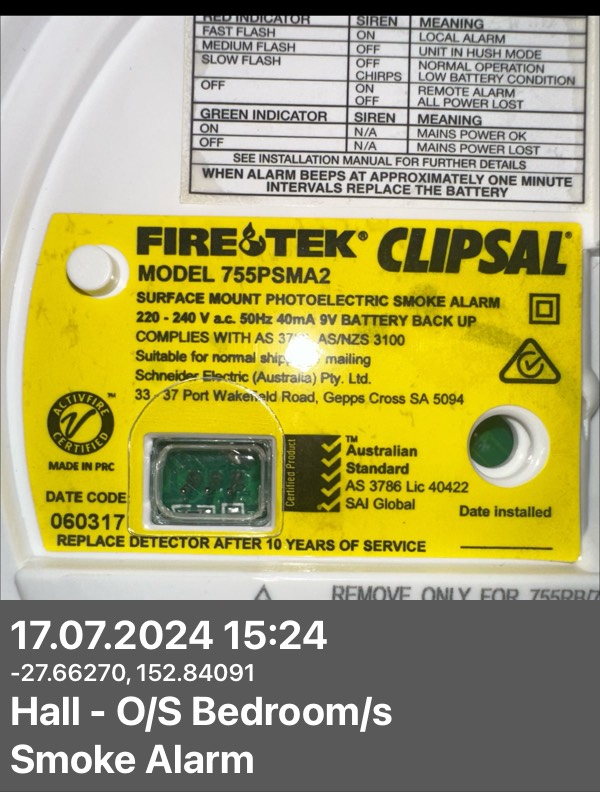 RED INDICATOR SIREN MEANING
FAST FLASH ON LOCAL ALARM
MEDIUM FLASH OFF UNIT IN HUSH MODE
SLOW FLASH OFF NORMAL OPERATION
CHIRPS LOW BATTERY CONDITION
OFF ON REMOTE ALARM
OFF ALL POWER LOST
GREEN INDICATOR SIREN MEANING
ON N/A MAINS POWER OK
OFF N/A MAINS POWER LOST
SEE INSTALLATION MANUAL FOR FURTHER DETAILS
WHEN ALARM BEEPS AT APPROXIMATELY ONE MINUTE
INTERVALS REPLACE THE BATTERY
FIRETEK® CLIPSAL®
MODEL 755PSMA2
SURFACE MOUNT PHOTOELECTRIC SMOKE ALARM
220 - 240 V a.c. 50Hz 40mA 9V BATTERY BACK UP
COMPLIES WITH AS AS/NZS 3100
Suitable for normal mailing
Schneider Electric (Australia) Pty. Ltd.
33 - 37 Port Wakefield Road, Gepps Cross SA 5094
ACTIVFIRE™
CERTIFIED
MADE IN PRC
Certified Product
™
Australian
Standard
AS 3786 Lic 40422
SAI Global
DATE CODE
060317
Date installed
REPLACE DETECTOR AFTER 10 YEARS OF SERVICE
REMOVE ONLY FOR
17.07.2024 15:24
-27.66270, 152.84091
Hall - O/S Bedroom/s
Smoke Alarm